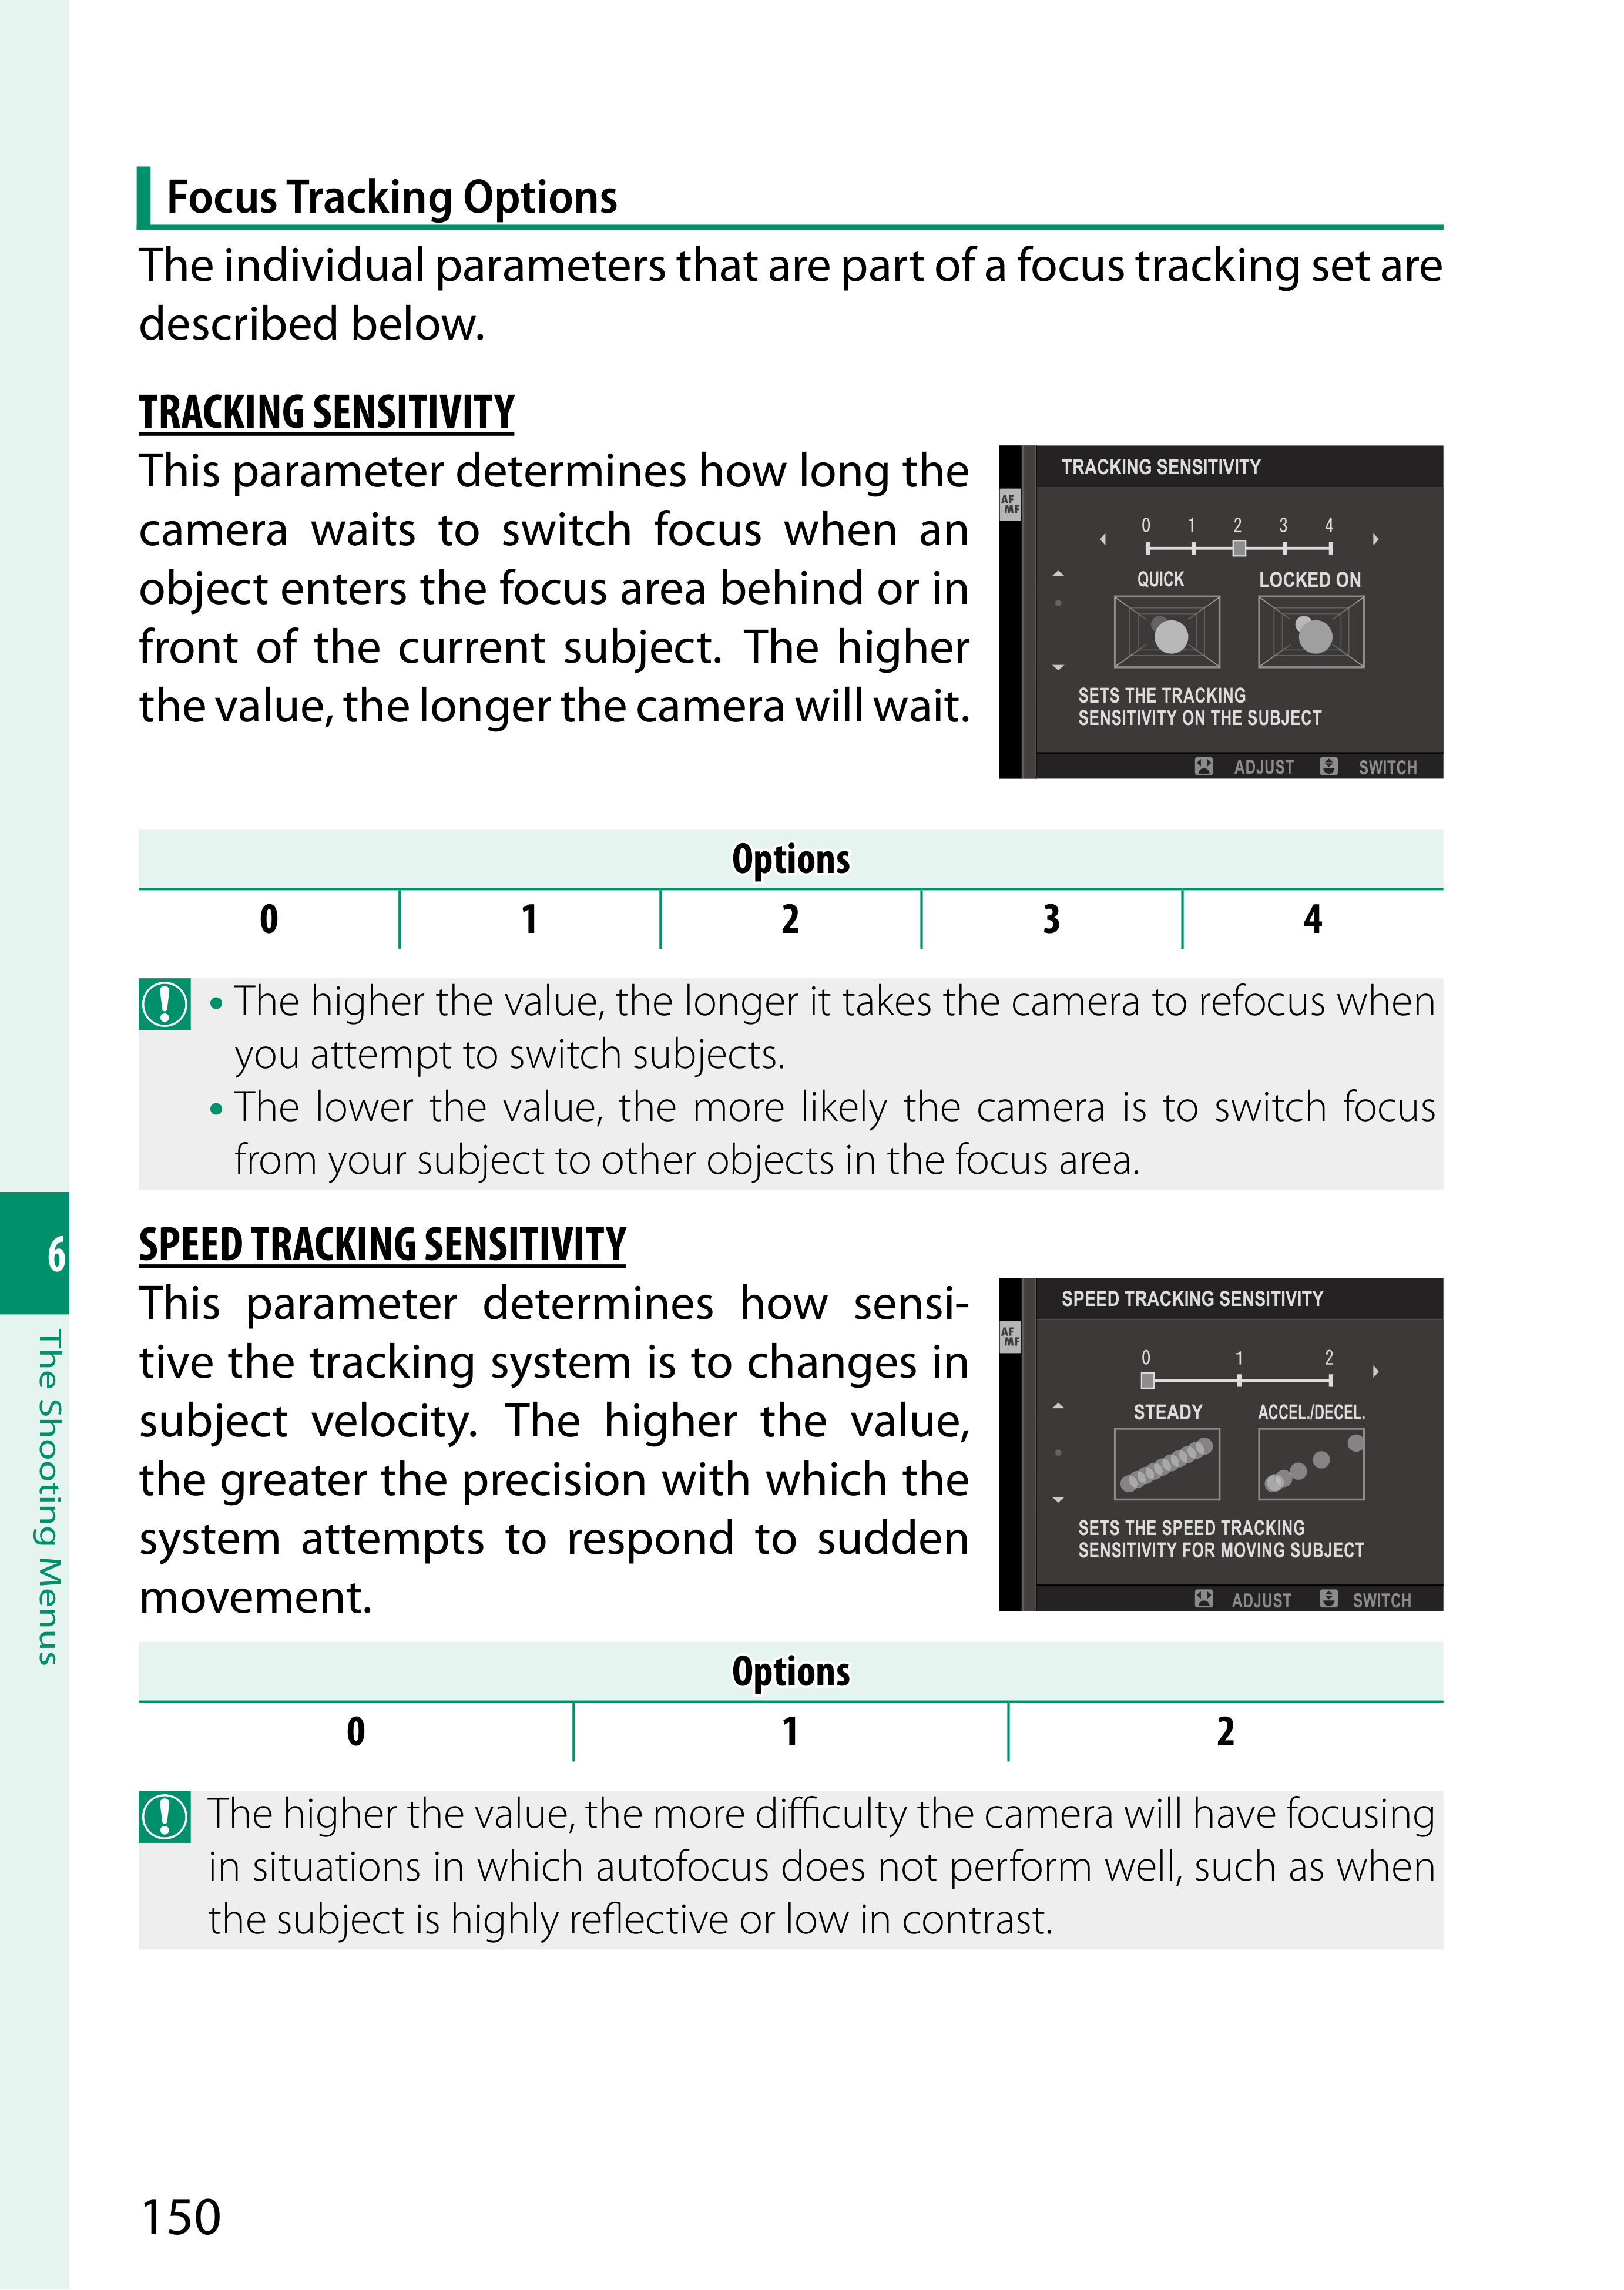 Focus Tracking Options
The individual parameters that are part of a focus tracking set are
described below.
TRACKING SENSITIVITY
This parameter determines how long the
camera waits to switch focus when an
object enters the focus area behind or in
front of the current subject. The higher
the value, the longer the camera will wait.
TRACKING SENSITIVITY
AF
MF
0 1 2 3 4
QUICK LOCKED ON
SETS THE TRACKING
SENSITIVITY ON THE SUBJECT
ADJUST SWITCH
Options
0 1 2 3 4
• The higher the value, the longer it takes the camera to refocus when
you attempt to switch subjects.
• The lower the value, the more likely the camera is to switch focus
from your subject to other objects in the focus area.
SPEED TRACKING SENSITIVITY
This parameter determines how sensi-
tive the tracking system is to changes in
subject velocity. The higher the value,
the greater the precision with which the
system attempts to respond to sudden
movement.
SPEED TRACKING SENSITIVITY
AF
MF
0 1 2
STEADY ACCEL./DECEL.
SETS THE SPEED TRACKING
SENSITIVITY FOR MOVING SUBJECT
ADJUST SWITCH
Options
0 1 2
The higher the value, the more difficulty the camera will have focusing
in situations in which autofocus does not perform well, such as when
the subject is highly reflective or low in contrast.
6
The Shooting Menus
150